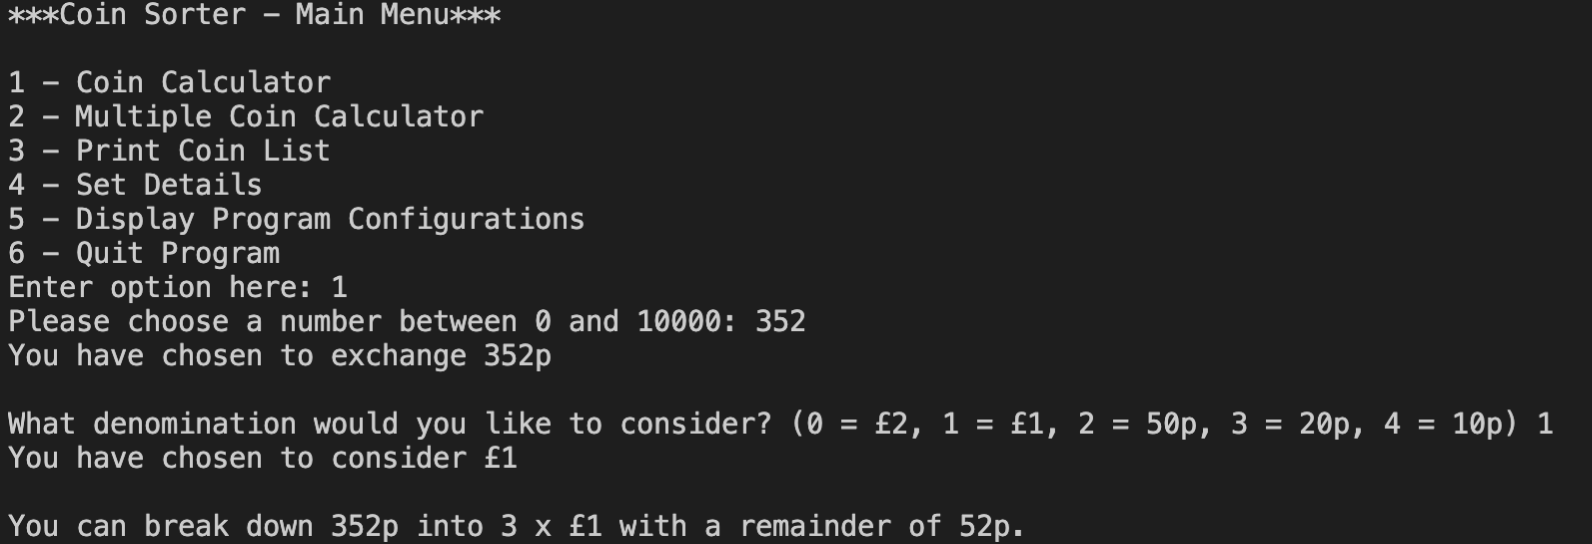 ***Coin Sorter – Main Menu***
1 – Coin Calculator
2 – Multiple Coin Calculator
3 – Print Coin List
4 – Set Details
5 – Display Program Configurations
6 – Quit Program
Enter option here: 1
Please choose a number between 0 and 10000: 352
You have chosen to exchange 352p
What denomination would you like to consider? (0 = £2, 1 = £1, 2 = 50p, 3 = 20p, 4 = 10p) 1
You have chosen to consider £1
You can break down 352p into 3 x £1 with a remainder of 52p.